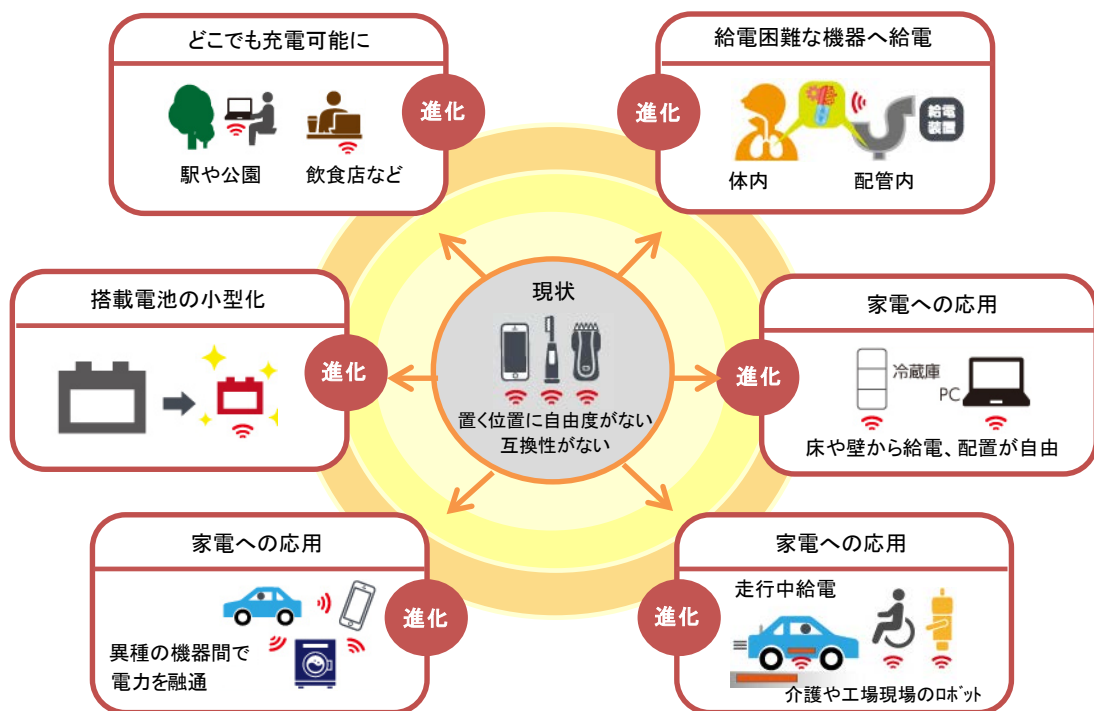 どこでも充電可能に
進化
駅や公園
飲食店など
給電困難な機器へ給電
進化
給電
装置
体内
配管内
搭載電池の小型化
進化
現状
置く位置に自由度がない
互換性がない
家電への応用
進化
冷蔵庫
PC
床や壁から給電、配置が自由
家電への応用
進化
異種の機器間で
電力を融通
家電への応用
進化
走行中給電
介護や工場現場のﾛﾎﾞｯﾄ